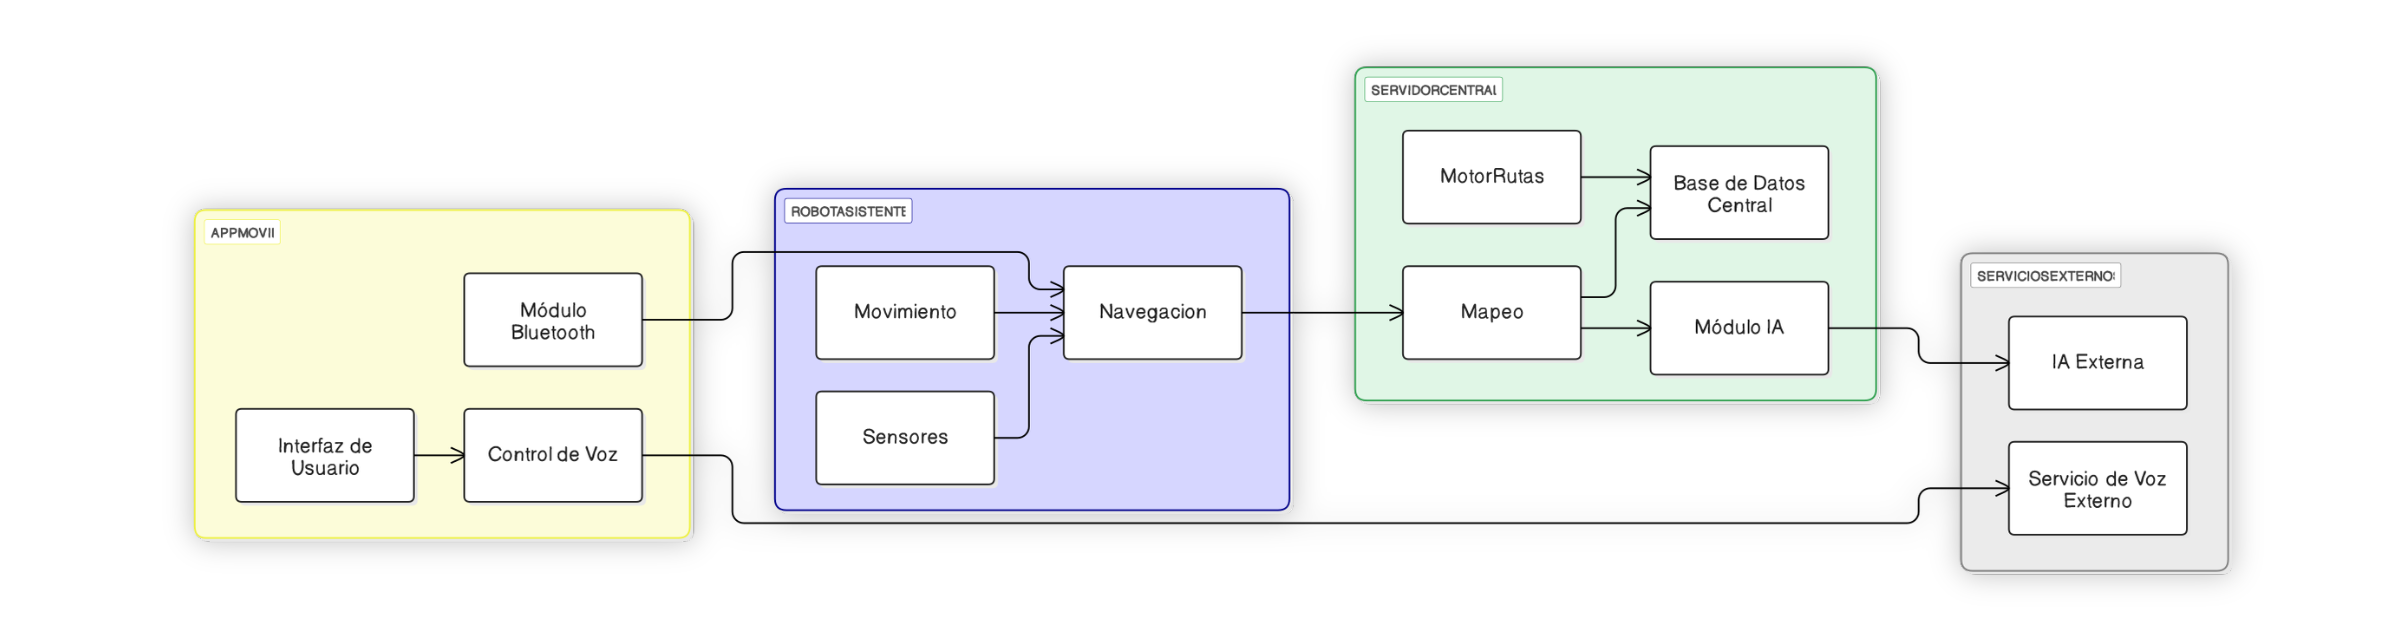 APPMOVIL
Módulo
Bluetooth
Interfaz de
Usuario
Control de Voz
ROBOTASISTENTE
Movimiento
Navegacion
Sensores
SERVIDORCENTRAL
MotorRutas
Base de Datos
Central
Mapeo
Módulo IA
SERVICIOSEXTERNOS
IA Externa
Servicio de Voz
Externo